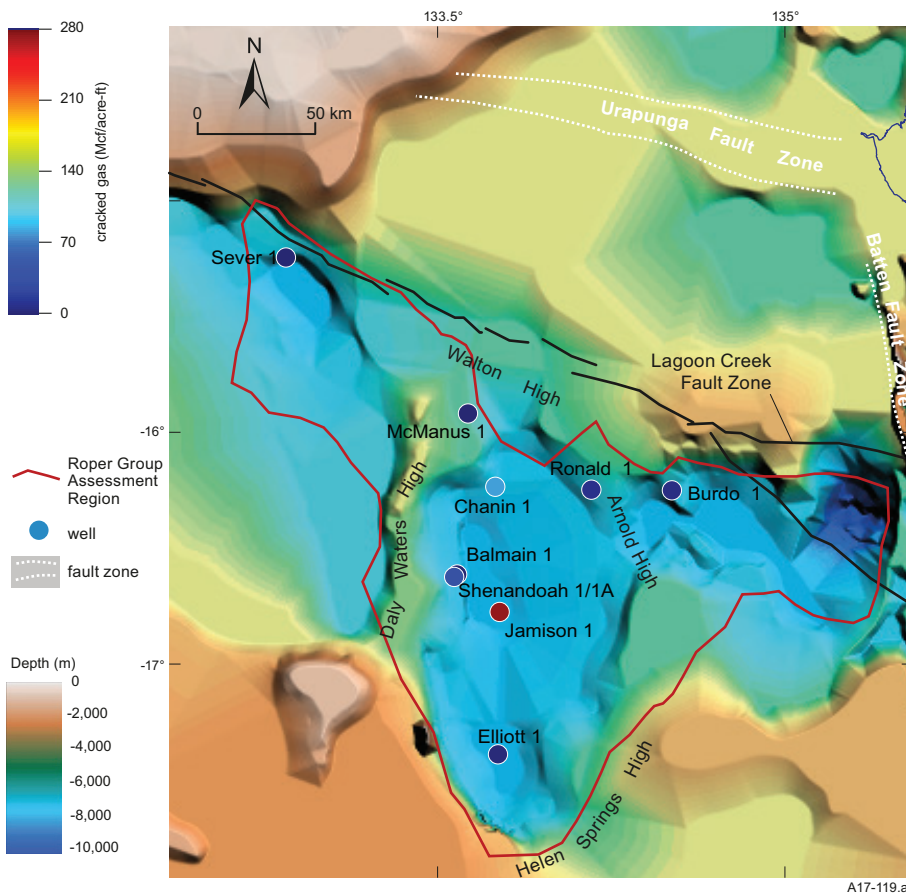 280
210
140
70
0
cracked gas (Mcf/acre-ft)
Roper Group
Assessment
Region
well
fault zone
Depth (m)
0
-2,000
-4,000
-6,000
-8,000
-10,000
133.5°
135°
-16°
-17°
N
0
50 km
Urapunga Fault Zone
Batten Fault Zone
Lagoon Creek
Fault Zone
Sever 1
Walton High
McManus 1
Daly Waters High
Chanin 1
Ronald 1
Burdo 1
Arnold High
Balmain 1
Shenandoah 1/1A
Jamison 1
Elliott 1
Helen Springs High
A17-119.a